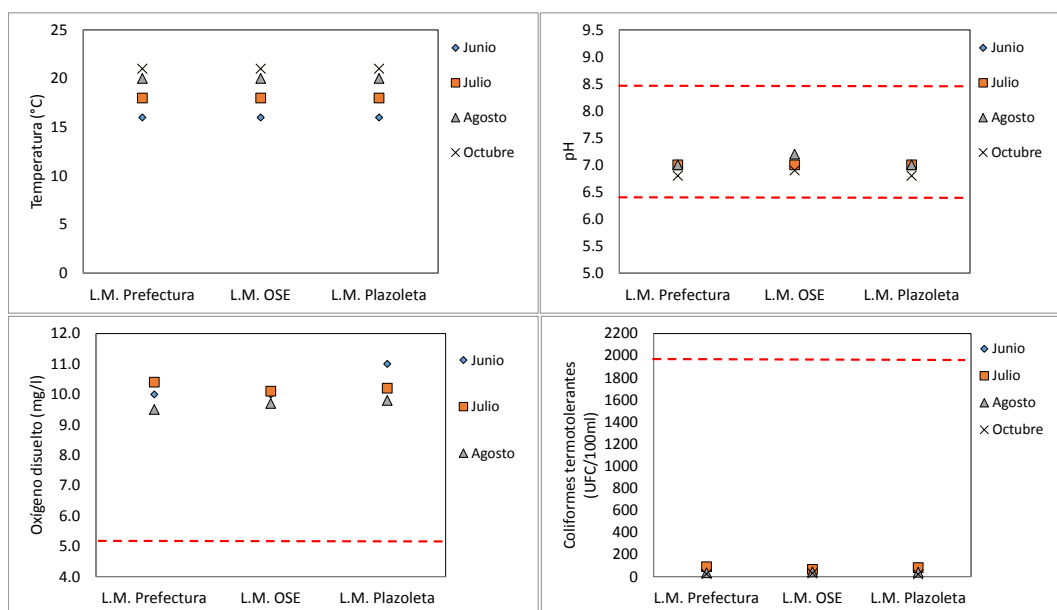 Temperatura (°C)
25
20
15
10
5
0
L.M. Prefectura
L.M. OSE
L.M. Plazoleta
Junio
Julio
Agosto
Octubre
pH
9.5
9.0
8.5
8.0
7.5
7.0
6.5
6.0
5.5
5.0
L.M. Prefectura
L.M. OSE
L.M. Plazoleta
Junio
Julio
Agosto
Octubre
Oxígeno disuelto (mg/l)
12.0
11.0
10.0
9.0
8.0
7.0
6.0
5.0
4.0
L.M. Prefectura
L.M. OSE
L.M. Plazoleta
Junio
Julio
Agosto
Coliformes termotolerantes
(UFC/100ml)
2200
2000
1800
1600
1400
1200
1000
800
600
400
200
0
L.M. Prefectura
L.M. OSE
L.M. Plazoleta
Junio
Julio
Agosto
Octubre